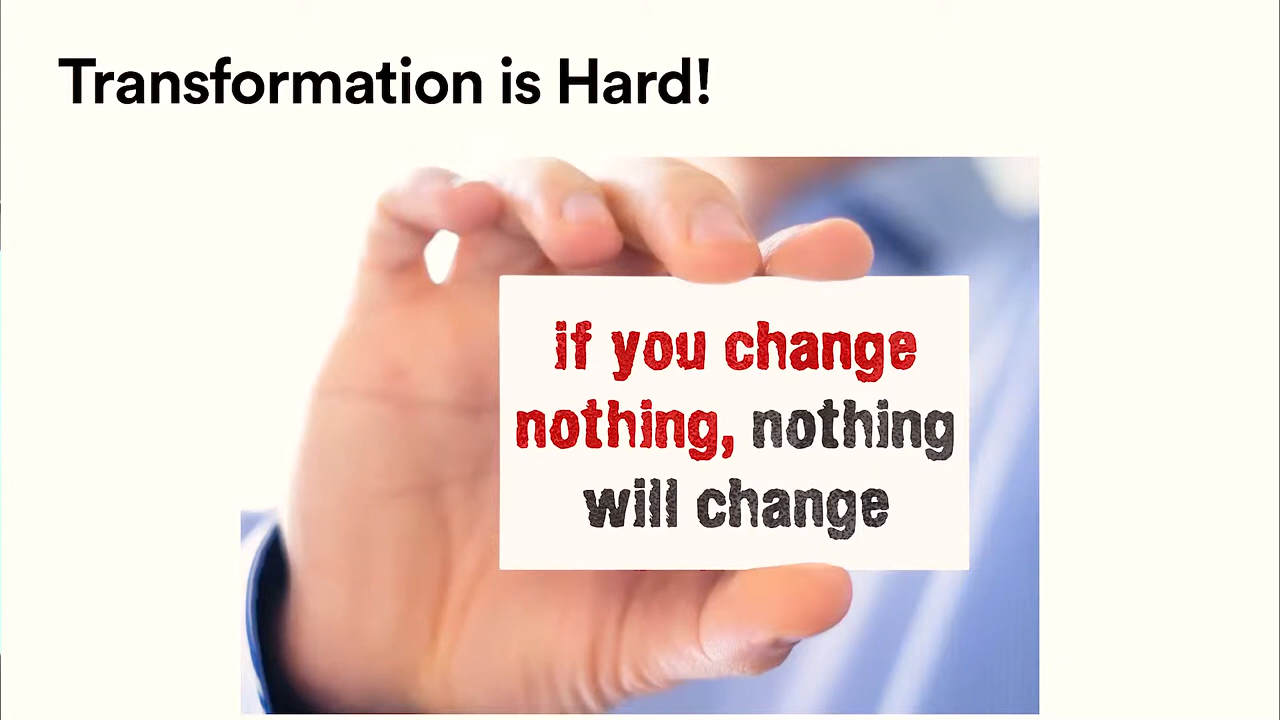 Transformation is Hard!
if you change
nothing, nothing
will change